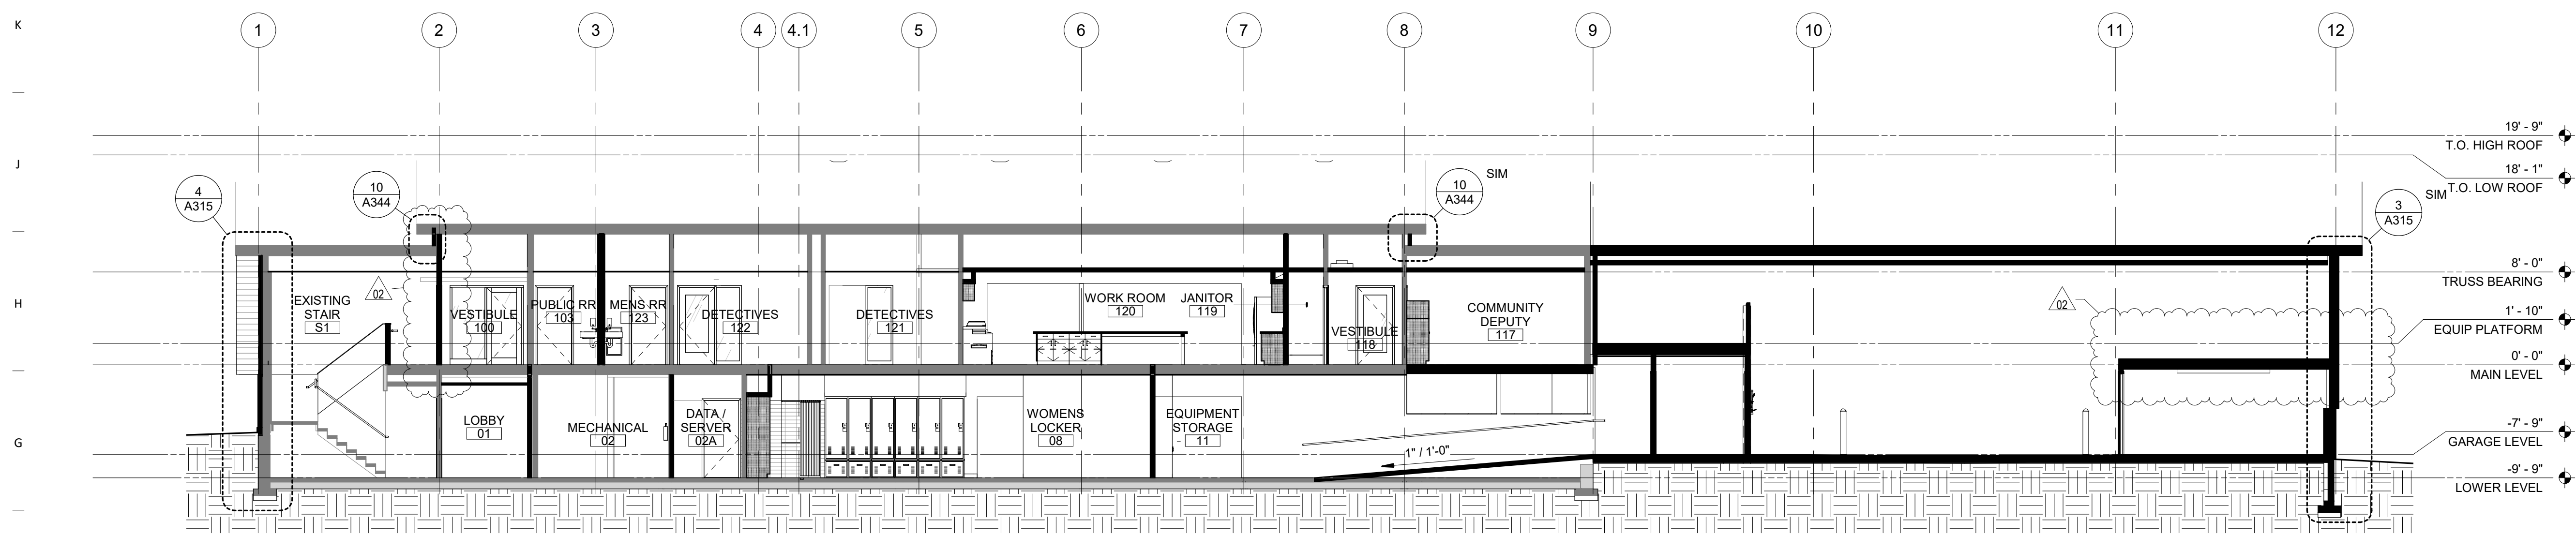 K
1
2
3
4
4.1
5
6
7
8
9
10
11
12
19' - 9"
T.O. HIGH ROOF
J
18' - 1"
T.O. LOW ROOF
4
A315
10
A344
10
A344
SIM
3
A315
SIM
8' - 0"
TRUSS BEARING
H
02
EXISTING
STAIR
S1
VESTIBULE
100
PUBLIC RR
103
MENS RR
123
DETECTIVES
122
DETECTIVES
121
WORK ROOM
120
JANITOR
119
VESTIBULE
118
COMMUNITY
DEPUTY
117
02
1' - 10"
EQUIP PLATFORM
0' - 0"
MAIN LEVEL
G
LOBBY
01
MECHANICAL
02
DATA /
SERVER
02A
WOMENS
LOCKER
08
EQUIPMENT
STORAGE
11
1" / 1'-0"
-7' - 9"
GARAGE LEVEL
-9' - 9"
LOWER LEVEL